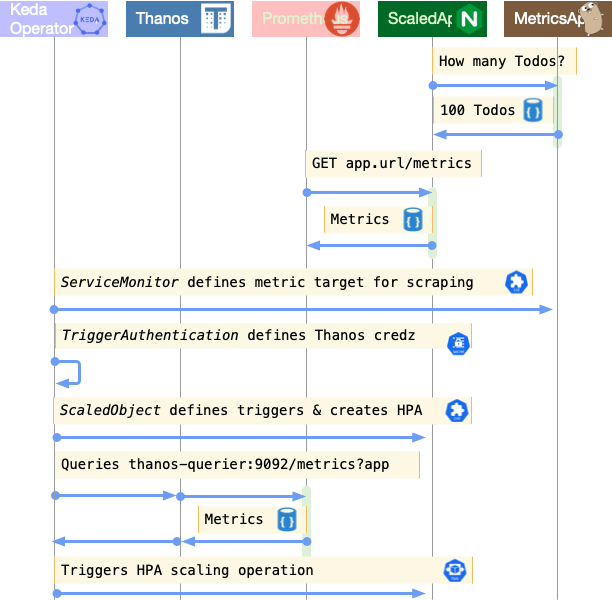 Keda
Operator
KEDA
Thanos
Prometh
ScaledAp
N
MetricsAp
How many Todos?
100 Todos
GET app.url/metrics
Metrics
ServiceMonitor defines metric target for scraping
TriggerAuthentication defines Thanos credz
ScaledObject defines triggers & creates HPA
Queries thanos-querier:9092/metrics?app
Metrics
Triggers HPA scaling operation